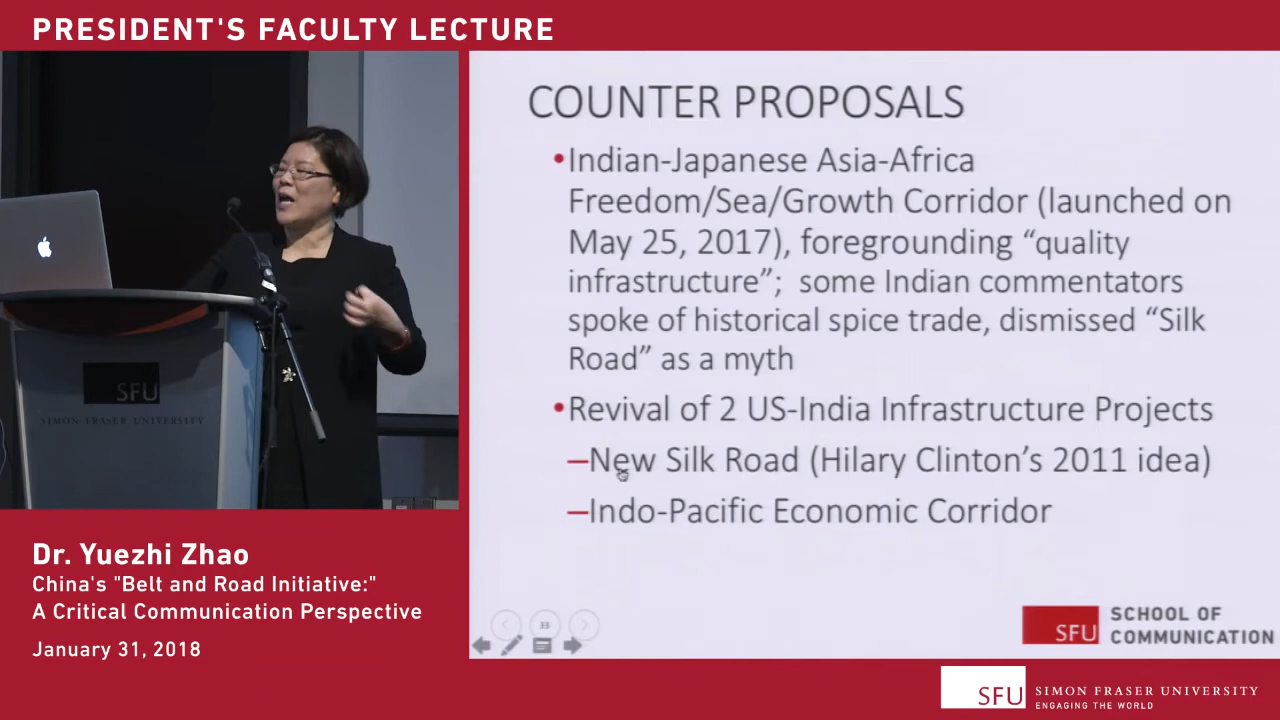 PRESIDENT'S FACULTY LECTURE
SFU
SIMON FRASER UNIVERSITY
Dr. Yuezhi Zhao
China's "Belt and Road Initiative:"
A Critical Communication Perspective
January 31, 2018
COUNTER PROPOSALS
•Indian-Japanese Asia-Africa
Freedom/Sea/Growth Corridor (launched on
May 25, 2017), foregrounding “quality
infrastructure”;  some Indian commentators
spoke of historical spice trade, dismissed “Silk
Road” as a myth
•Revival of 2 US-India Infrastructure Projects
–New Silk Road (Hilary Clinton’s 2011 idea)
–Indo-Pacific Economic Corridor
33
SFU
SCHOOL OF
COMMUNICATION
SFU
SIMON FRASER UNIVERSITY
ENGAGING THE WORLD